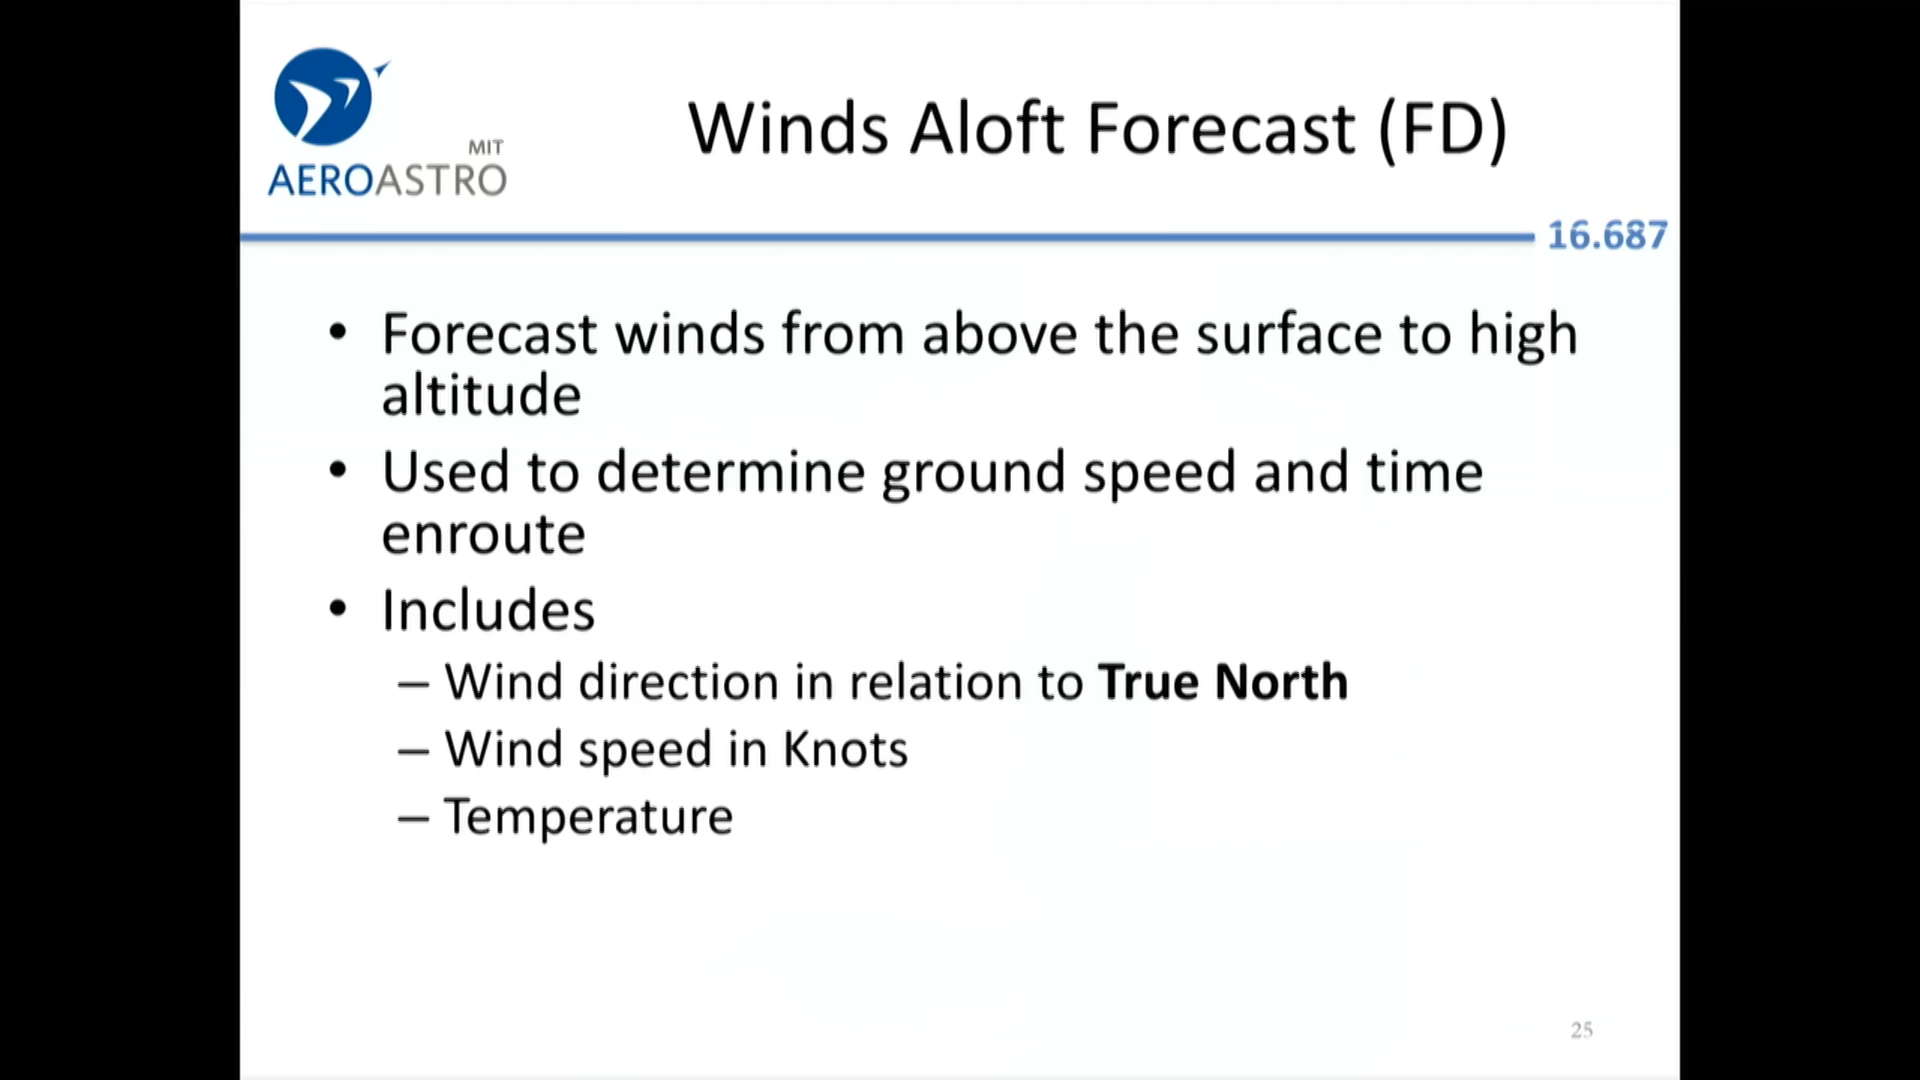 MIT
AEROASTRO
Winds Aloft Forecast (FD)
16.687
• Forecast winds from above the surface to high
altitude
• Used to determine ground speed and time
enroute
• Includes
– Wind direction in relation to True North
– Wind speed in Knots
– Temperature
25